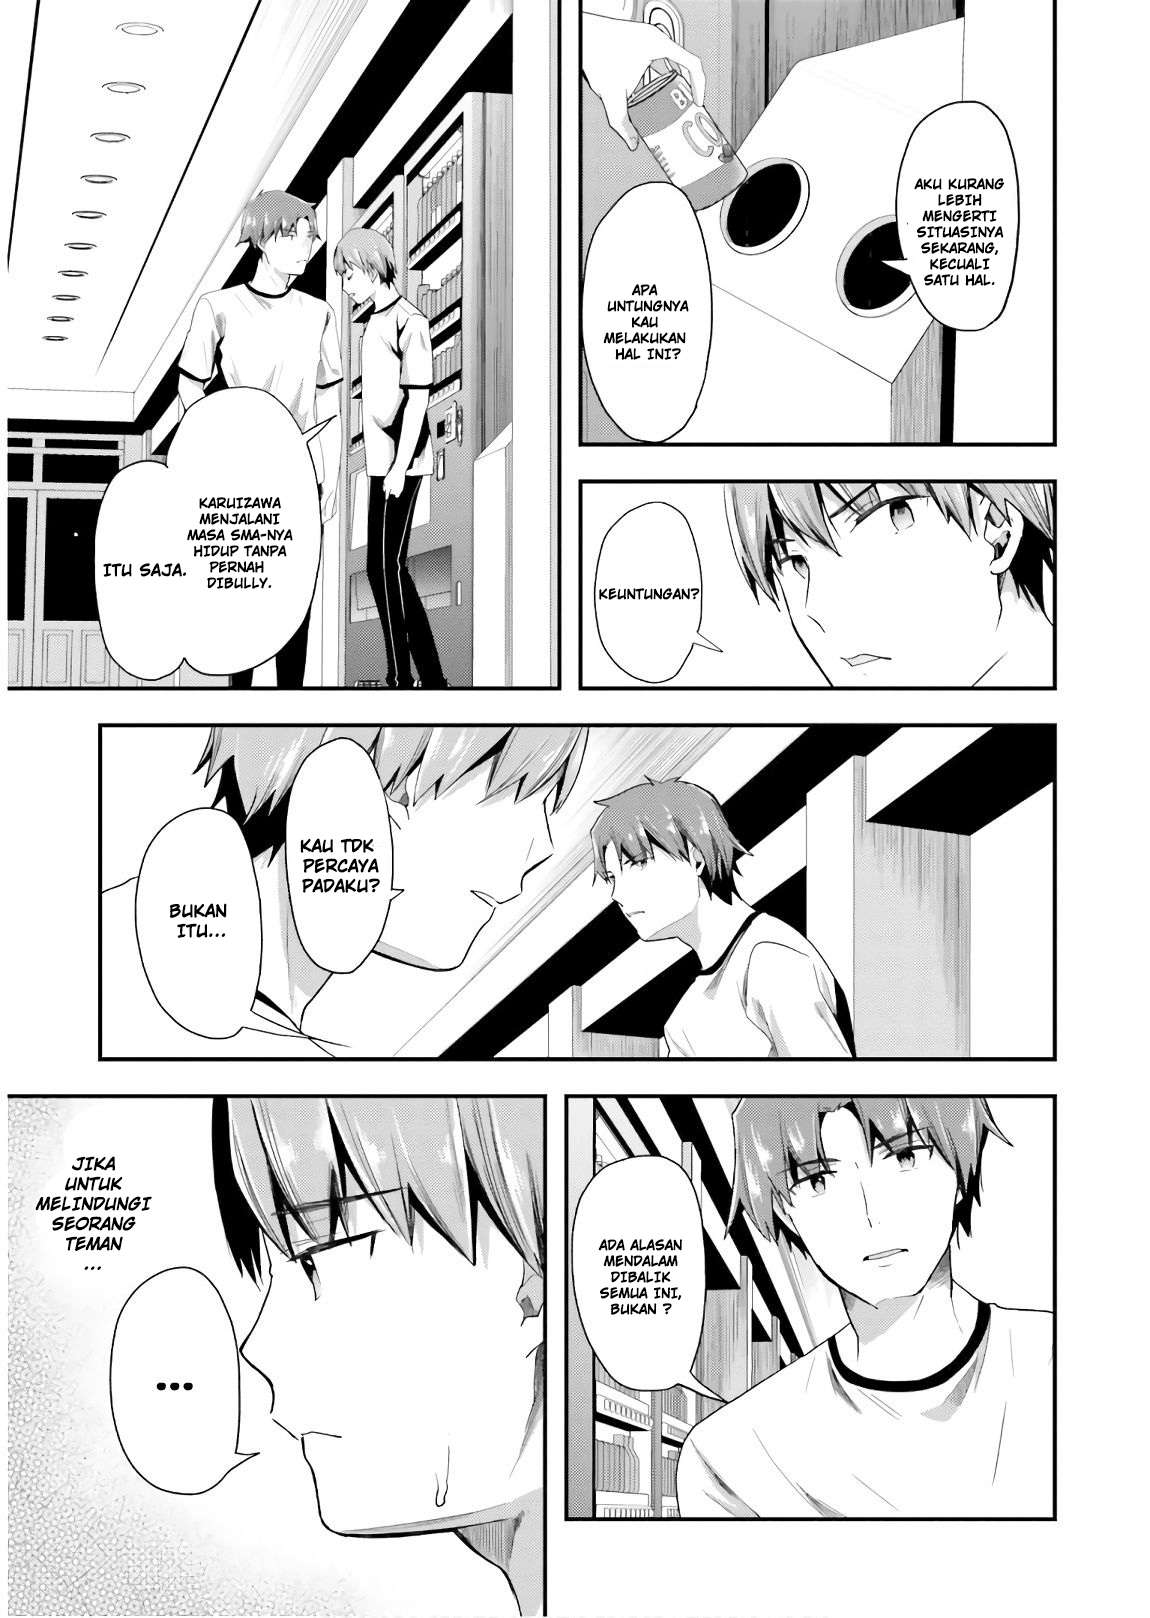 AKU KURANG
LEBIH
MENGERTI
SITUASINYA
SEKARANG,
KECUALI
SATU HAL.
APA
UNTUNGNYA
KAU
MELAKUKAN
HAL INI?
KEUNTUNGAN?
KARUIZAWA
MENJALANI
MASA SMA-NYA
HIDUP TANPA
PERNAH
DIBULLY.
ITU SAJA.
KAU TDK
PERCAYA
PADAKU?
BUKAN
ITU...
ADA ALASAN
MENDALAM
DIBALIK
SEMUA INI,
BUKAN ?
JIKA
UNTUK
MELINDUNGI
SEORANG
TEMAN
...
...